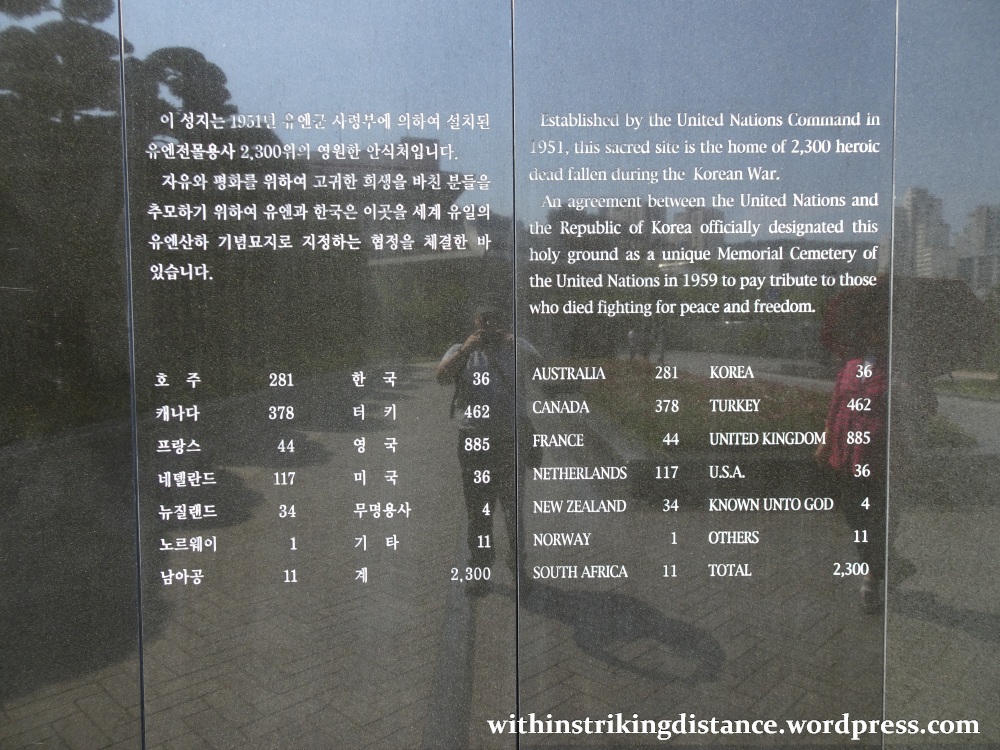 이 성지는 1951년 유엔군 사령부에 의하여 설치된
유엔전몰용사 2,300위의 영원한 안식처입니다.
자유와 평화를 위하여 고귀한 희생을 바친 분들을
추모하기 위하여 유엔과 한국은 이곳을 세계 유일의
유엔산하 기념묘지로 지정하는 협정을 체결한 바
있습니다.
호 주 281 한 국 36
캐나다 378 터 키 462
프랑스 44 영 국 885
네델란드 117 미 국 36
뉴질랜드 34 무명용사 4
노르웨이 1 기 타 11
남아공 11 계 2,300
Established by the United Nations Command in
1951, this sacred site is the home of 2,300 heroic
dead fallen during the Korean War.
An agreement between the United Nations and
the Republic of Korea officially designated this
holy ground as a unique Memorial Cemetery of
the United Nations in 1959 to pay tribute to those
who died fighting for peace and freedom.
AUSTRALIA 281 KOREA 36
CANADA 378 TURKEY 462
FRANCE 44 UNITED KINGDOM 885
NETHERLANDS 117 U.S.A. 36
NEW ZEALAND 34 KNOWN UNTO GOD 4
NORWAY 1 OTHERS 11
SOUTH AFRICA 11 TOTAL 2,300
withinstrikingdistance.wordpress.com